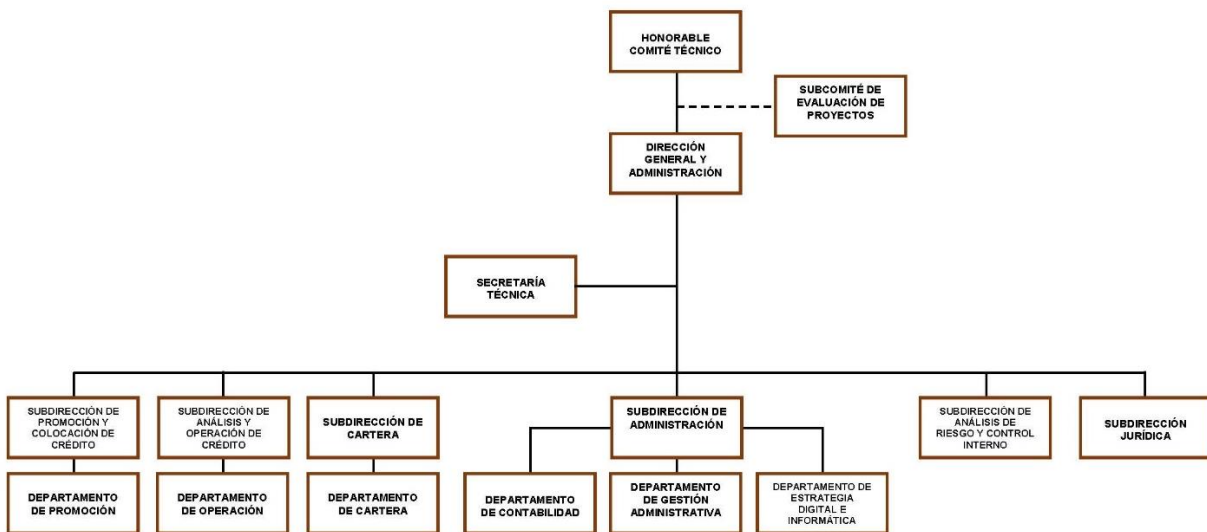 HONORABLE
COMITÉ TÉCNICO
SUBCOMITÉ DE
EVALUACIÓN DE
PROYECTOS
DIRECCIÓN
GENERAL Y
ADMINISTRACIÓN
SECRETARÍA
TÉCNICA
SUBDIRECCIÓN DE
PROMOCIÓN Y
COLOCACIÓN DE
CRÉDITO
SUBDIRECCIÓN DE
ANÁLISIS Y
OPERACIÓN DE
CRÉDITO
SUBDIRECCIÓN DE
CARTERA
SUBDIRECCIÓN DE
ADMINISTRACIÓN
SUBDIRECCIÓN DE
ANÁLISIS DE
RIESGO Y CONTROL
INTERNO
SUBDIRECCIÓN
JURÍDICA
DEPARTAMENTO
DE PROMOCIÓN
DEPARTAMENTO
DE OPERACIÓN
DEPARTAMENTO
DE CARTERA
DEPARTAMENTO
DE CONTABILIDAD
DEPARTAMENTO
DE GESTIÓN
ADMINISTRATIVA
DEPARTAMENTO DE
ESTRATEGIA
DIGITAL E
INFORMÁTICA